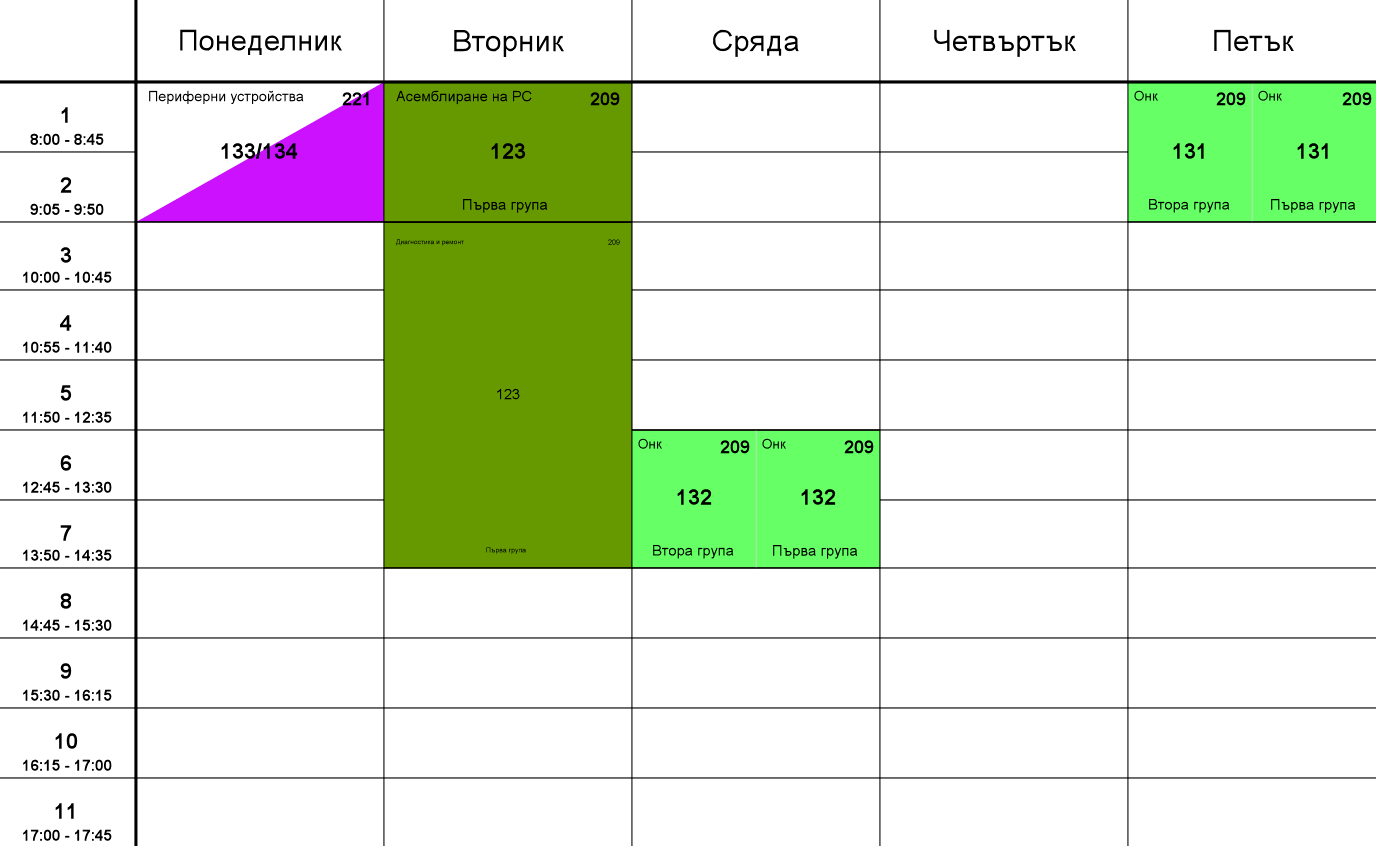 Понеделник Вторник Сряда Четвъртък Петък
1
8:00 - 8:45
2
9:05 - 9:50
3
10:00 - 10:45
4
10:55 - 11:40
5
11:50 - 12:35
6
12:45 - 13:30
7
13:50 - 14:35
8
14:45 - 15:30
9
15:30 - 16:15
10
16:15 - 17:00
11
17:00 - 17:45
Периферни устройства 221
133/134
Асемблиране на РС 209
123
Първа група
Диагностика и ремонт 209
123
Първа група
Онк 209
132
Втора група
Онк 209
132
Първа група
Онк 209
131
Втора група
Онк 209
131
Първа група